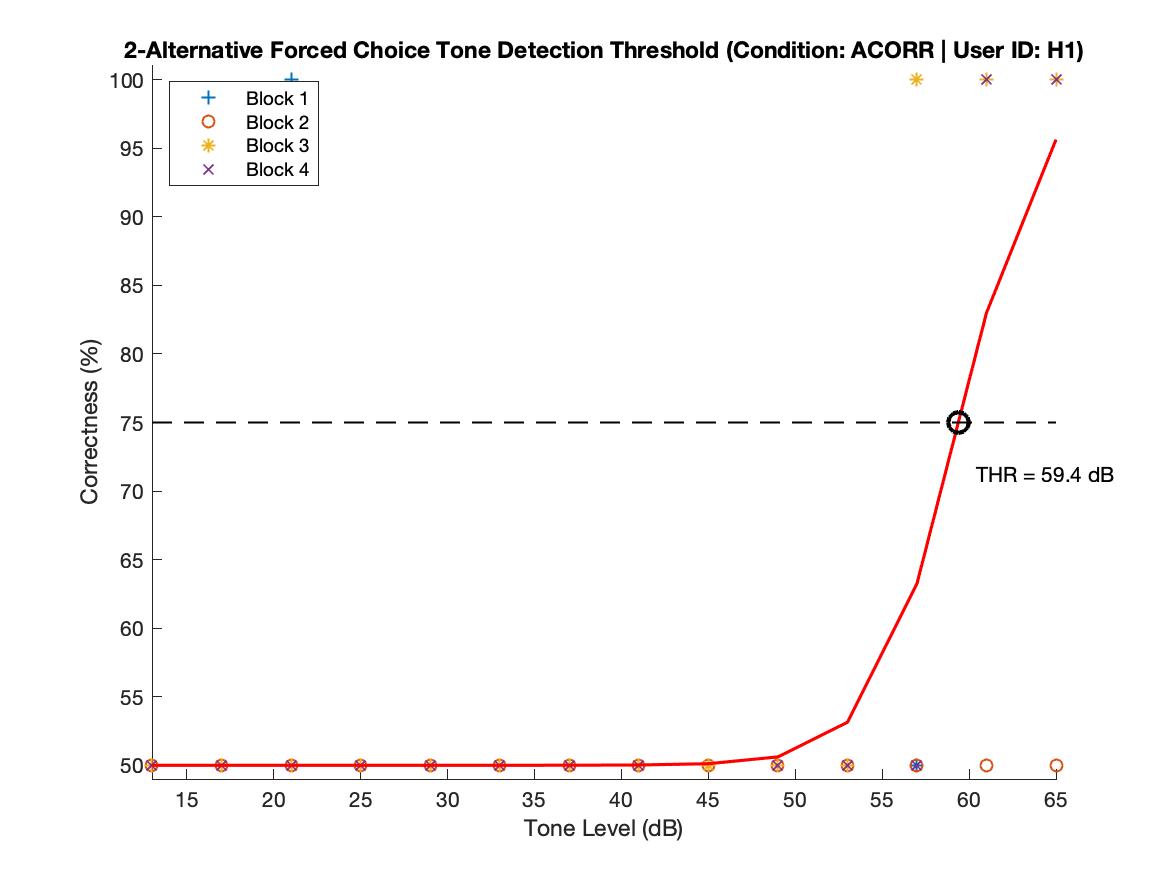 2-Alternative Forced Choice Tone Detection Threshold (Condition: ACORR | User ID: H1)
100
95
90
85
80
75
70
65
60
55
50
Correctness (%)
Block 1
Block 2
Block 3
Block 4
THR = 59.4 dB
15 20 25 30 35 40 45 50 55 60 65
Tone Level (dB)